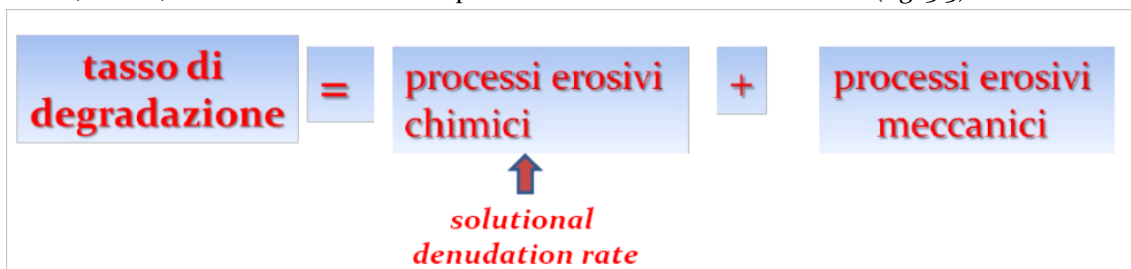 tasso di
degradazione
=
processi erosivi
chimici
+
processi erosivi
meccanici
solutional
denudation rate